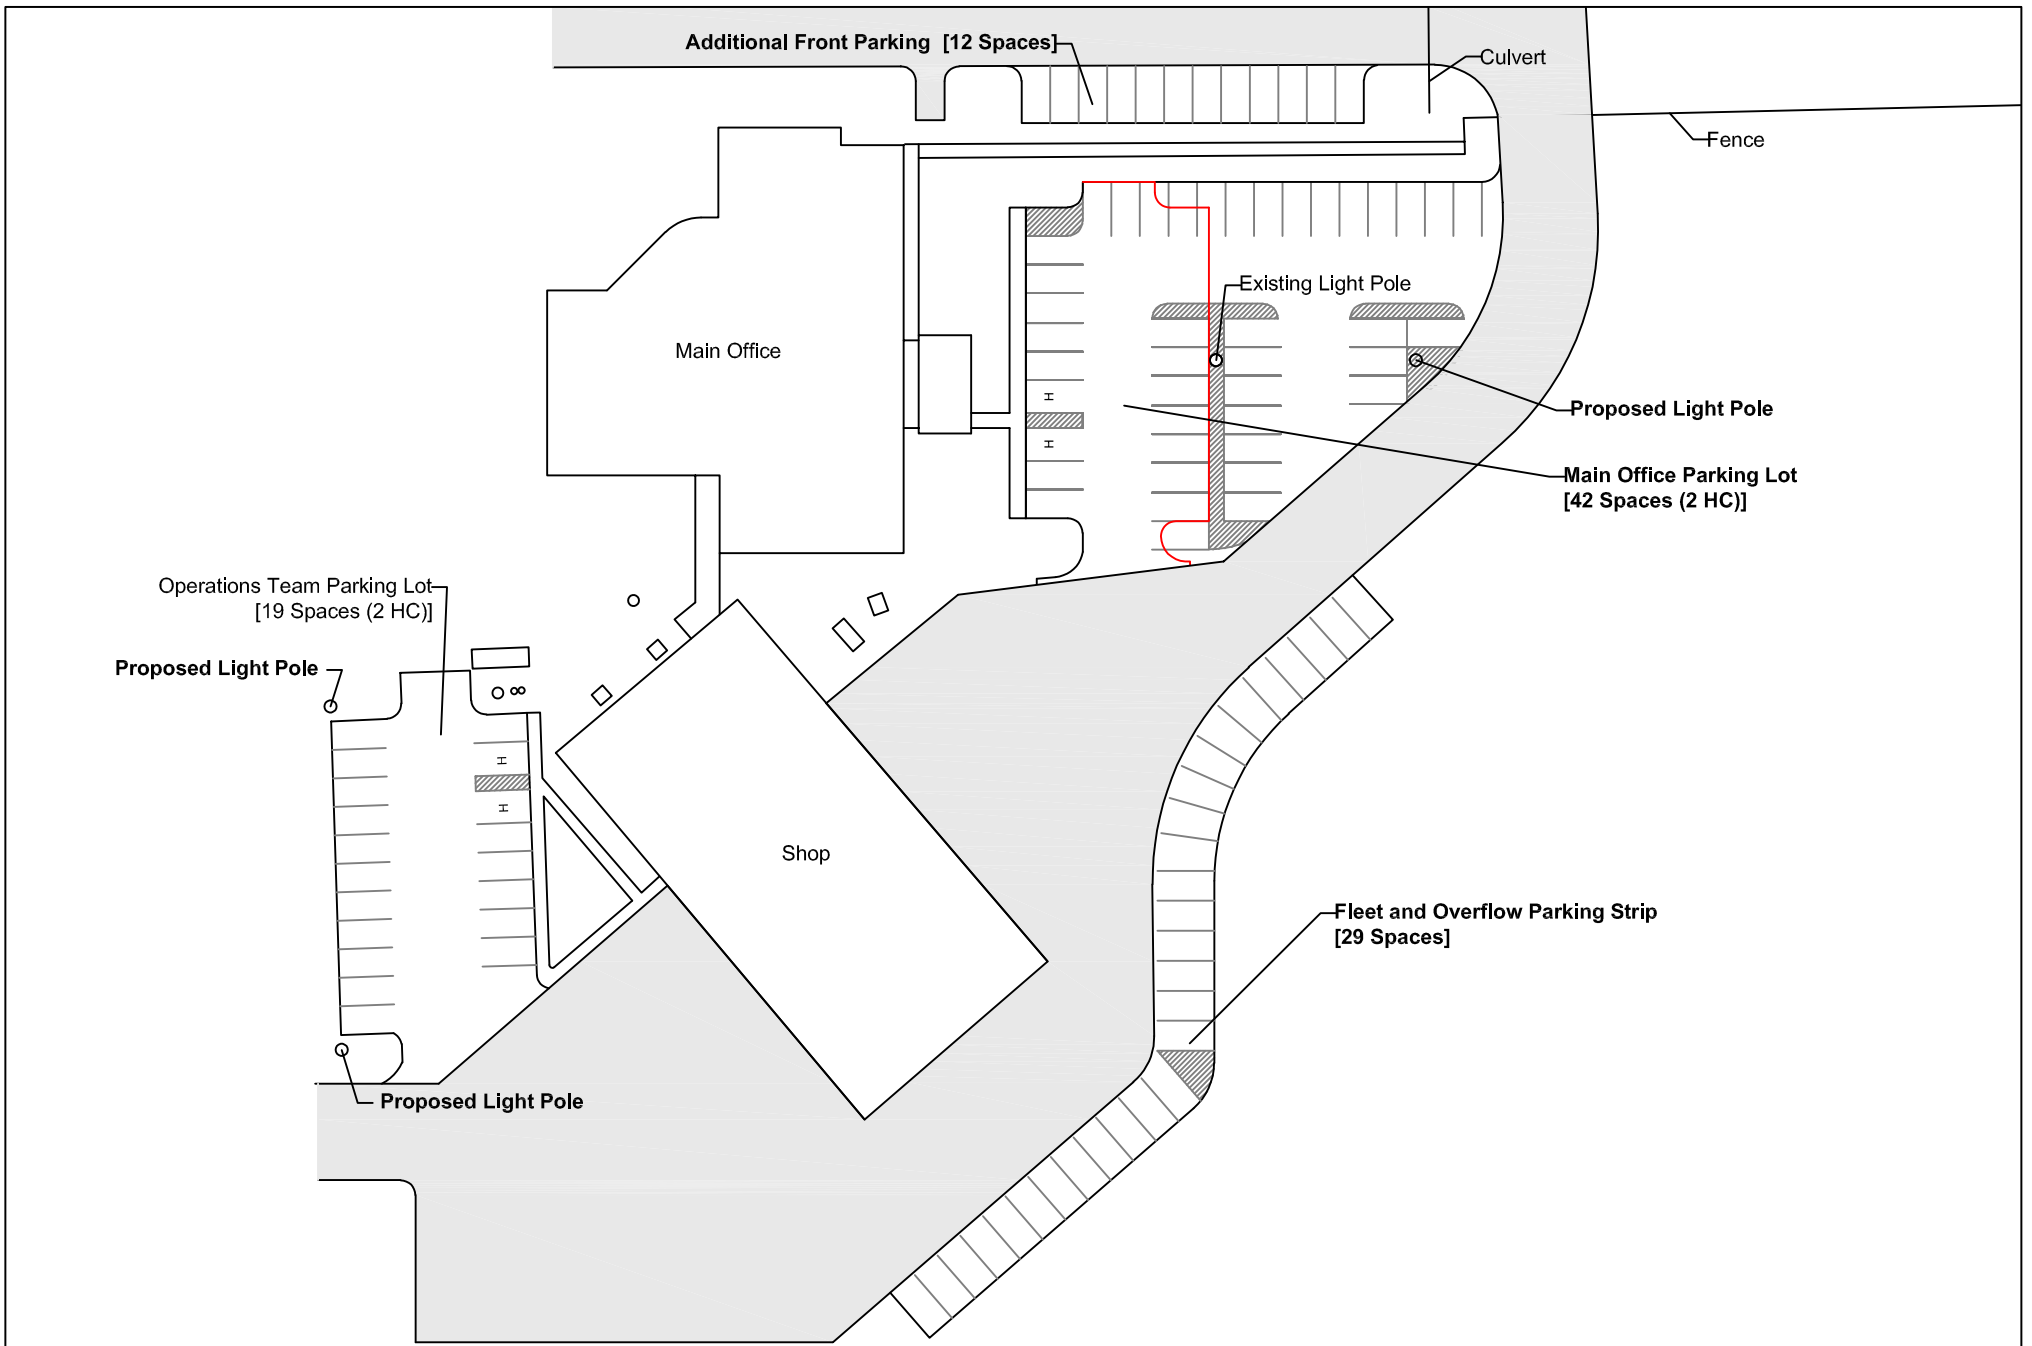 Additional Front Parking [12 Spaces]
Culvert
Fence
Existing Light Pole
Main Office
H
H
Proposed Light Pole
Main Office Parking Lot
[42 Spaces (2 HC)]
Operations Team Parking Lot
[19 Spaces (2 HC)]
Proposed Light Pole
H
H
Shop
Fleet and Overflow Parking Strip
[29 Spaces]
Proposed Light Pole